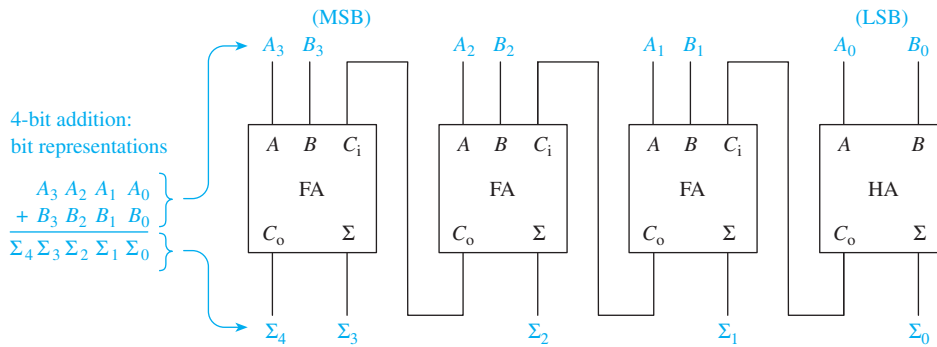 (MSB) (LSB)
A₃ B₃ A₂ B₂ A₁ B₁ A₀ B₀
4-bit addition:
bit representations
A B Cᵢ A B Cᵢ A B Cᵢ A B
A₃ A₂ A₁ A₀
FA FA FA HA
+ B₃ B₂ B₁ B₀
Σ₄ Σ₃ Σ₂ Σ₁ Σ₀
Cₒ Σ Cₒ Σ Cₒ Σ Cₒ Σ
Σ₄ Σ₃ Σ₂ Σ₁ Σ₀